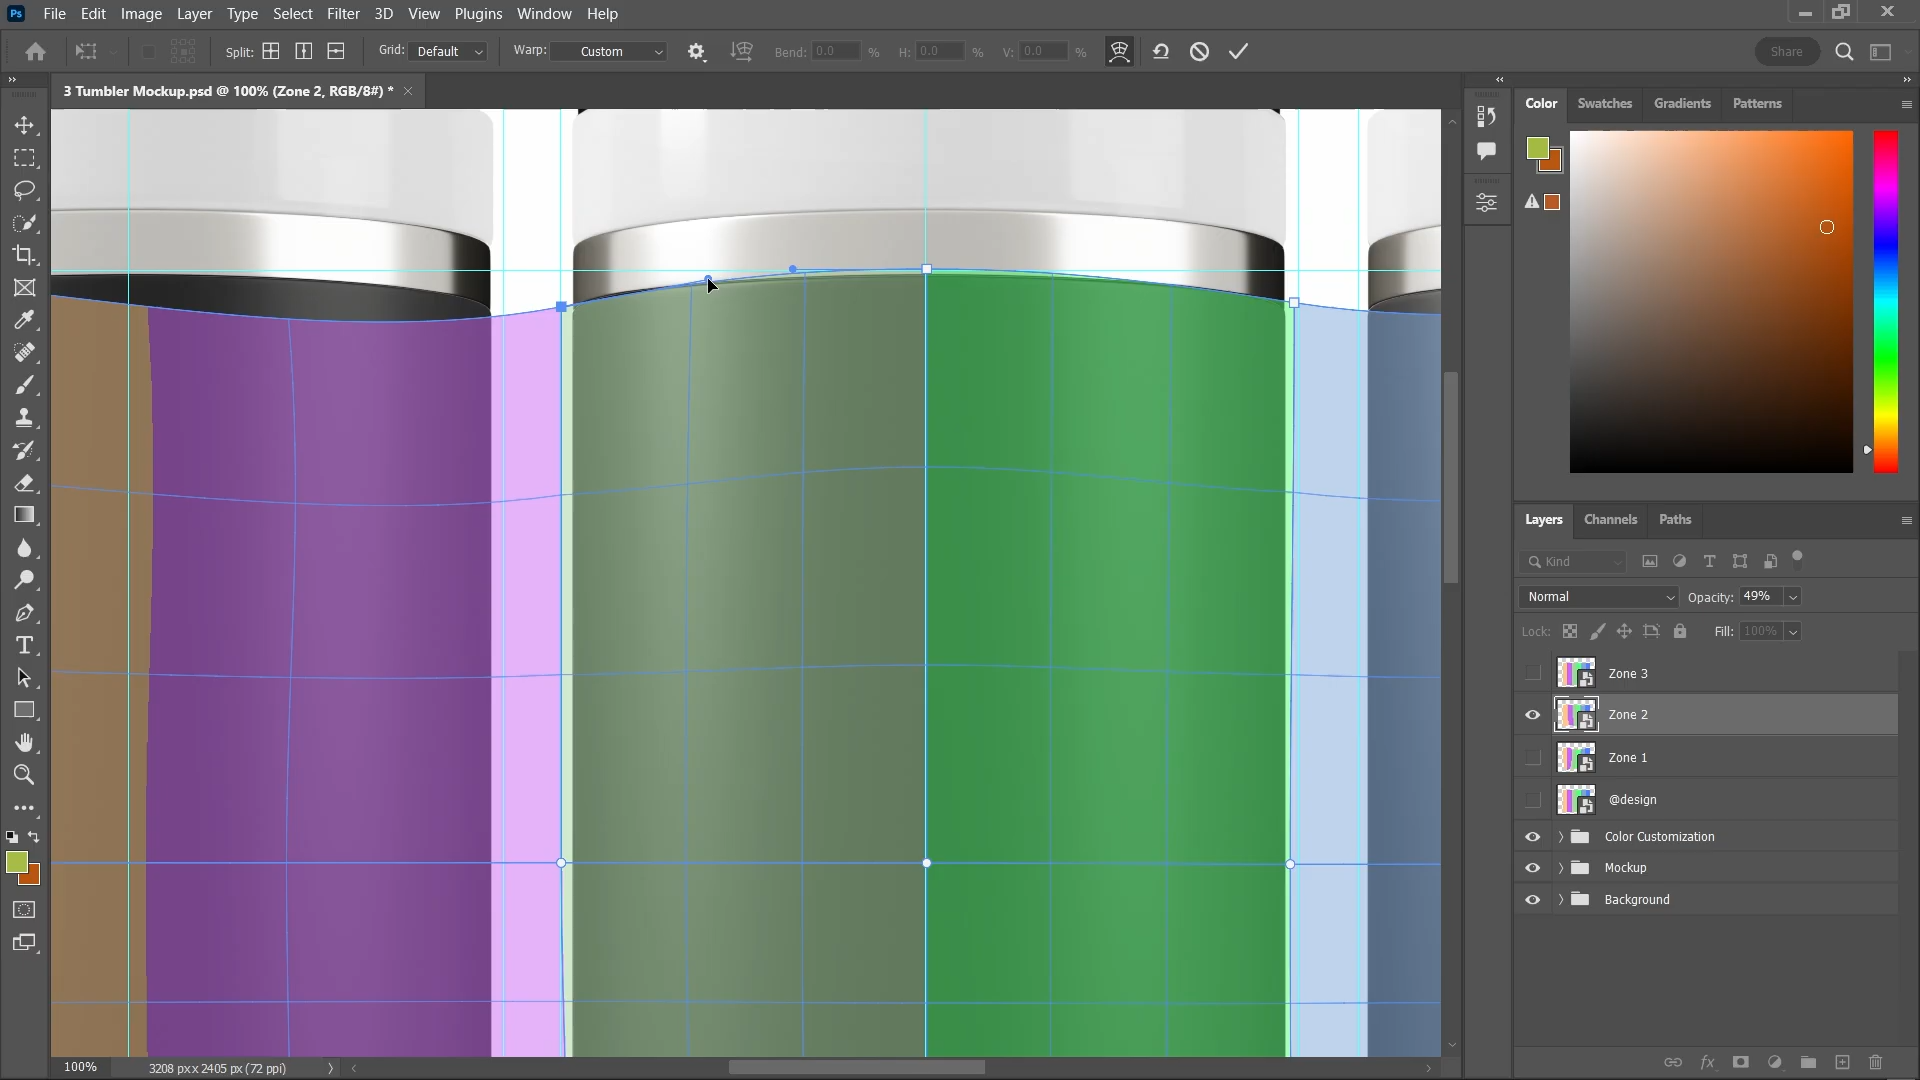 Ps File Edit Image Layer Type Select Filter 3D View Plugins Window Help
Split: Grid: Default Warp: Custom Bend: 0.0 % H: 0.0 % V: 0.0 % Share
3 Tumbler Mockup.psd @ 100% (Zone 2, RGB/8#) *
Color Swatches Gradients Patterns
Layers Channels Paths
Kind
Normal Opacity: 49%
Lock: Fill: 100%
Zone 3
Zone 2
Zone 1
@design
Color Customization
Mockup
Background
100% 3208 px x 2405 px (72 ppi)